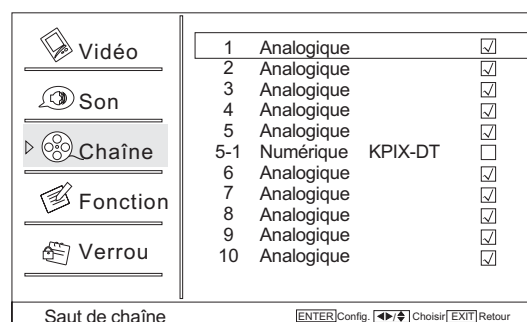 Vidéo
Son
Chaîne
Fonction
Verrou
1 Analogique
2 Analogique
3 Analogique
4 Analogique
5 Analogique
5-1 Numérique KPIX-DT
6 Analogique
7 Analogique
8 Analogique
9 Analogique
10 Analogique
Saut de chaîne
ENTER Config. ◀▶/▲▼ Choisir EXIT Retour